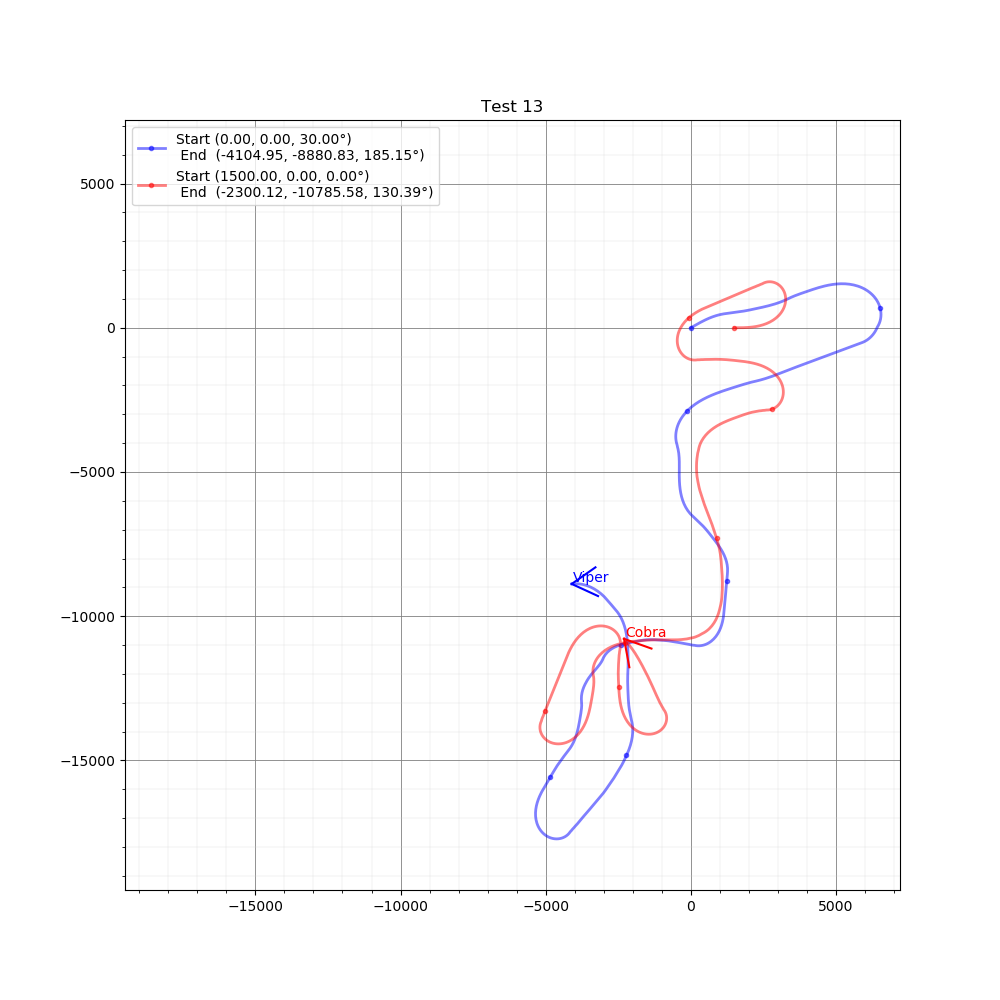 Test 13
Start (0.00, 0.00, 30.00°)
End (-4104.95, -8880.83, 185.15°)
Start (1500.00, 0.00, 0.00°)
End (-2300.12, -10785.58, 130.39°)
5000
0
−5000
−10000
−15000
Viper
Cobra
−15000
−10000
−5000
0
5000